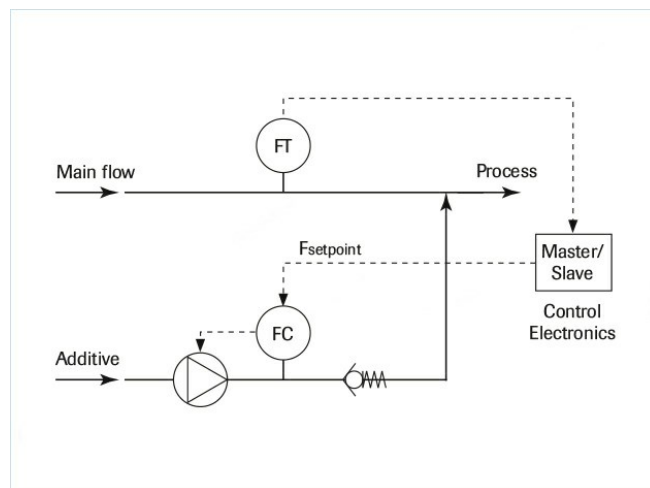 FT
Main flow
Process
Fsetpoint
Master/
Slave
FC
Control
Electronics
Additive